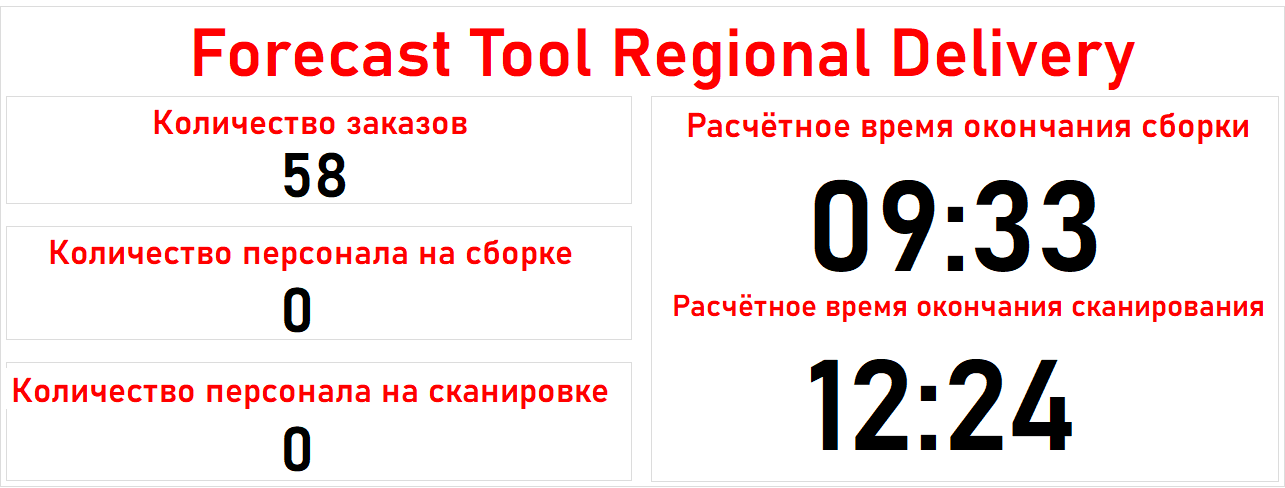 Forecast Tool Regional Delivery
Количество заказов
58
Количество персонала на сборке
0
Количество персонала на сканировке
0
Расчётное время окончания сборки
09:33
Расчётное время окончания сканирования
12:24